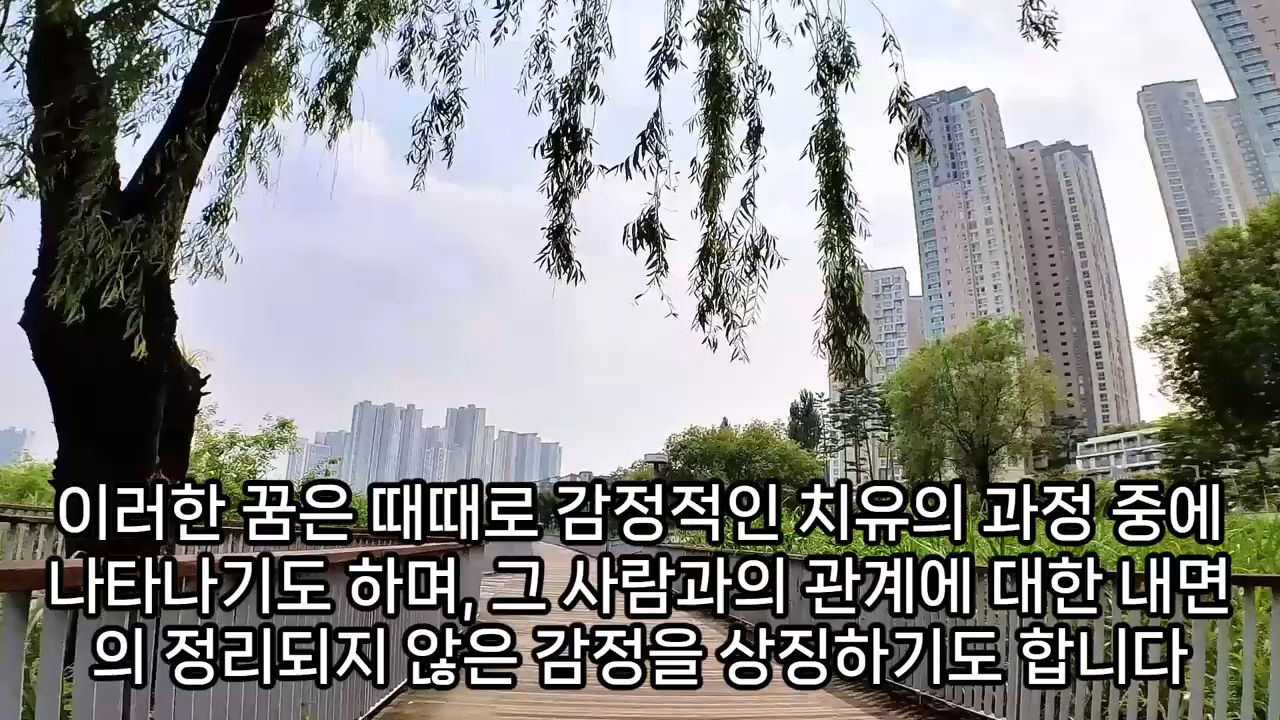 이러한 꿈은 때때로 감정적인 치유의 과정 중에
나타나기도 하며, 그 사람과의 관계에 대한 내면
의 정리되지 않은 감정을 상징하기도 합니다